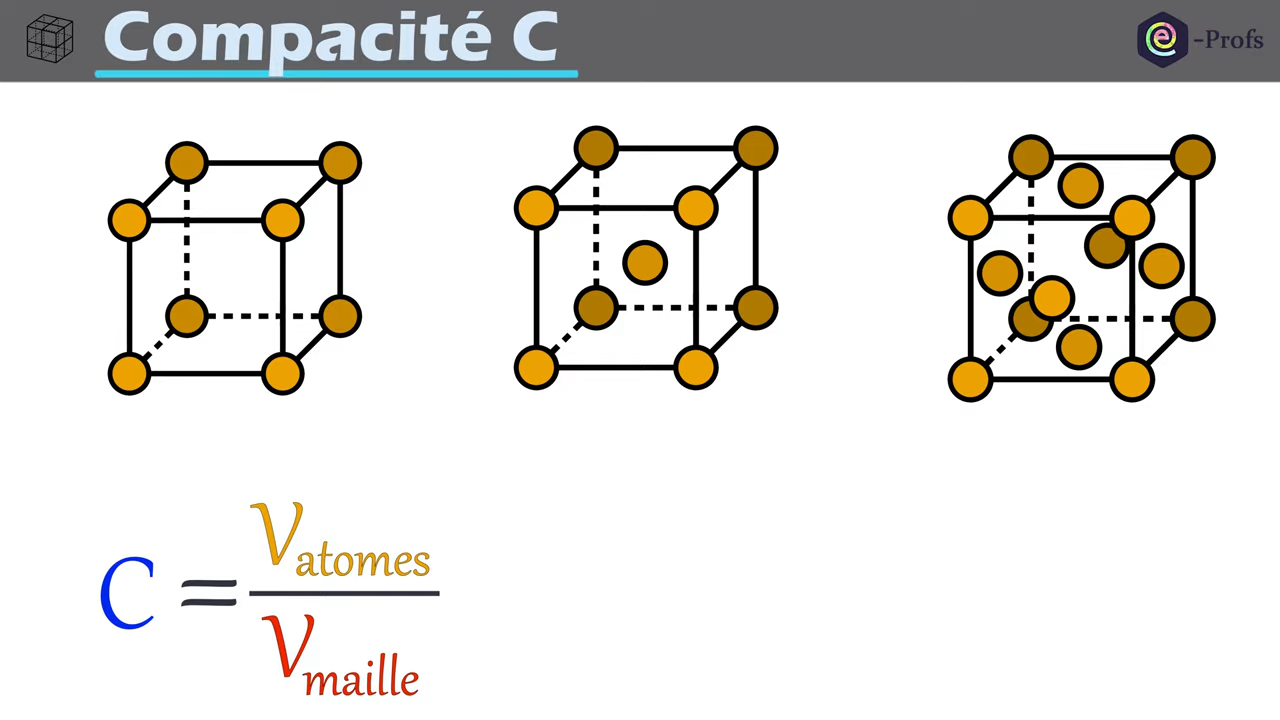 Compacité C
e -Profs
C = Vatomes / Vmaille